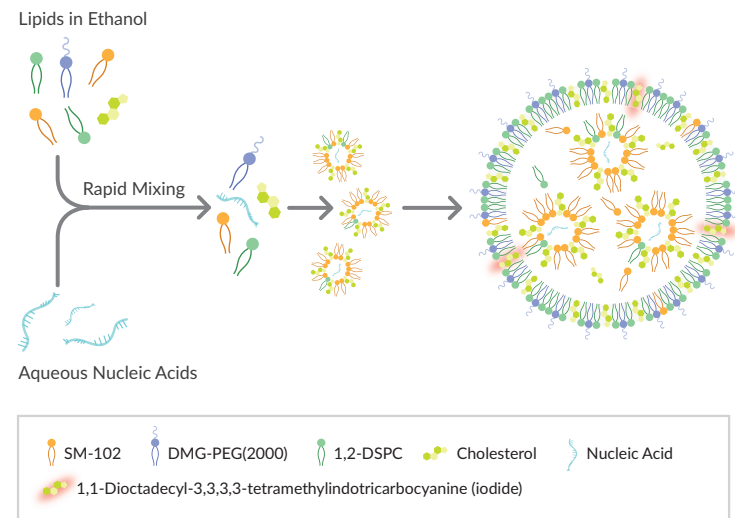 Lipids in Ethanol
Rapid Mixing
Aqueous Nucleic Acids
SM-102
DMG-PEG(2000)
1,2-DSPC
Cholesterol
Nucleic Acid
1,1-Dioctadecyl-3,3,3,3-tetramethylindotricarbocyanine (iodide)